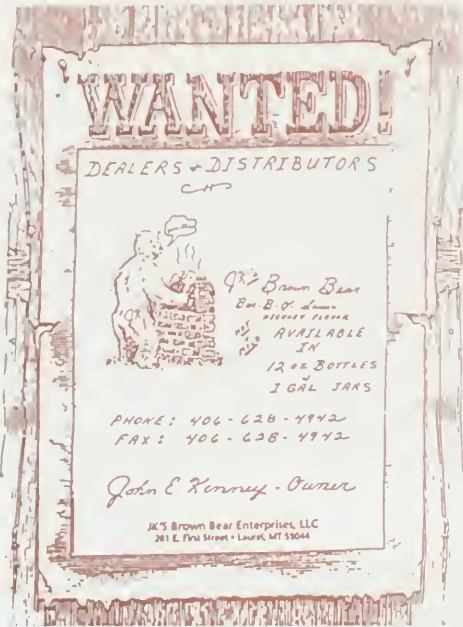 WANTED!
DEALERS & DISTRIBUTORS
JK's Brown Bear
Bar-B-Q. Sauce
HICKORY FLAVOR
AVAILABLE
IN
12 oz BOTTLES
&
1 GAL JARS
PHONE: 406-628-4942
FAX: 406-628-4942
John E Kenney - Owner
JK'S Brown Bear Enterprises, LLC
201 E. First Street • Laurel, MT 59044